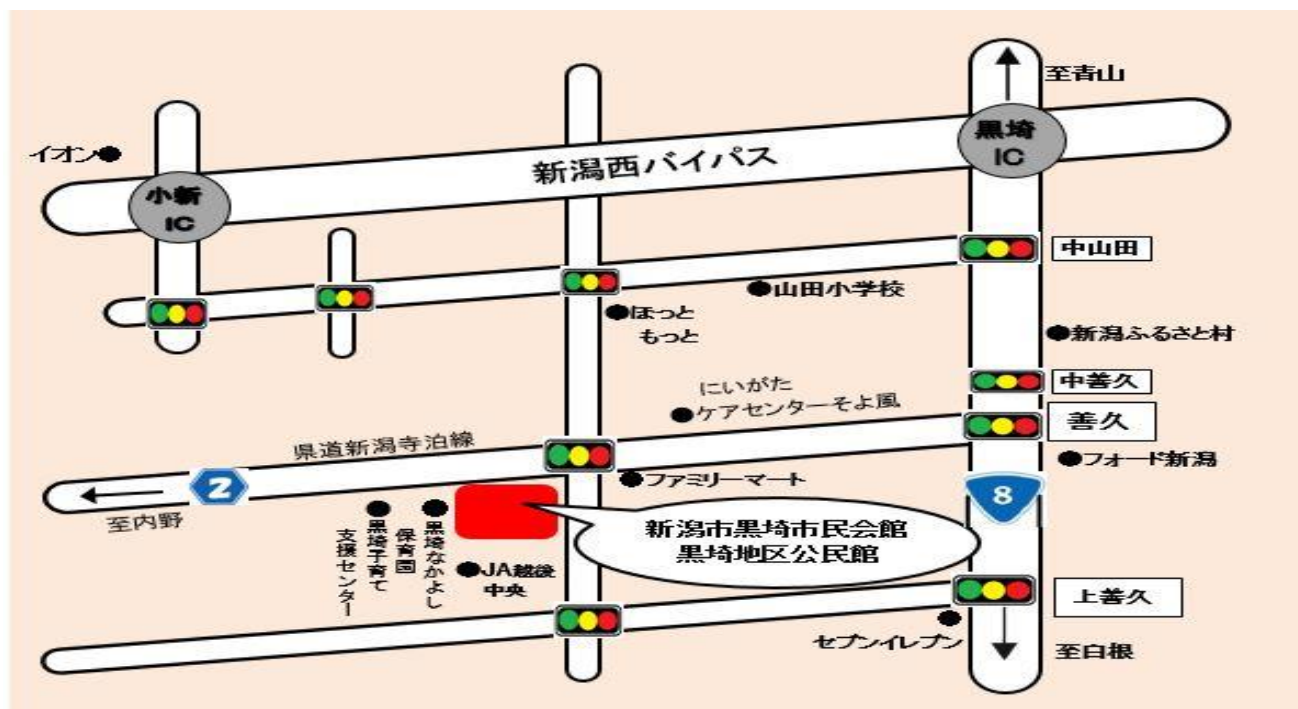 至青山
黒埼
IC
イオン
新潟西バイパス
小新
IC
中山田
山田小学校
ほっと
もっと
新潟ふるさと村
中善久
にいがた
ケアセンターそよ風
善久
県道新潟寺泊線
フォード新潟
ファミリーマート
2
8
至内野
新潟市黒埼市民会館
黒埼地区公民館
黒埼なかよし
保育園
黒埼子育て
支援センター
JA越後
中央
上善久
セブンイレブン
至白根